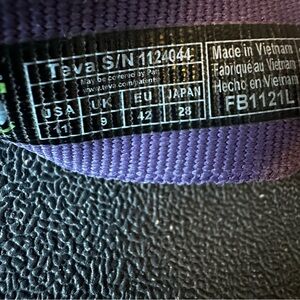 Teva S/N 1124044
May be covered by Pat
www.teva.com/patents
USA UK EU JAPAN
11 9 42 28
Made in Vietnam
Fabriqué au Vietnam
Hecho en Vietnam
FB1121L